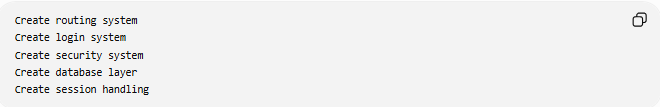 Create routing system
Create login system
Create security system
Create database layer
Create session handling